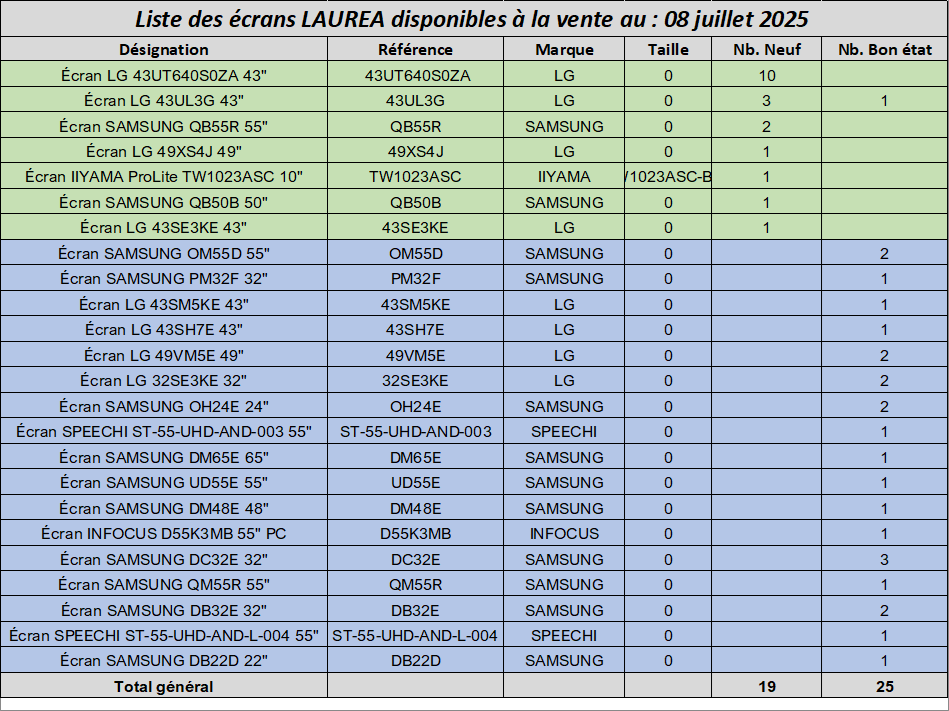 Liste des écrans LAUREA disponibles à la vente au : 08 juillet 2025
Désignation Référence Marque Taille Nb. Neuf Nb. Bon état
Écran LG 43UT640S0ZA 43" 43UT640S0ZA LG 0 10
Écran LG 43UL3G 43" 43UL3G LG 0 3 1
Écran SAMSUNG QB55R 55" QB55R SAMSUNG 0 2
Écran LG 49XS4J 49" 49XS4J LG 0 1
Écran IIYAMA ProLite TW1023ASC 10" TW1023ASC IIYAMA /1023ASC-B 1
Écran SAMSUNG QB50B 50" QB50B SAMSUNG 0 1
Écran LG 43SE3KE 43" 43SE3KE LG 0 1
Écran SAMSUNG OM55D 55" OM55D SAMSUNG 0 2
Écran SAMSUNG PM32F 32" PM32F SAMSUNG 0 1
Écran LG 43SM5KE 43" 43SM5KE LG 0 1
Écran LG 43SH7E 43" 43SH7E LG 0 1
Écran LG 49VM5E 49" 49VM5E LG 0 2
Écran LG 32SE3KE 32" 32SE3KE LG 0 2
Écran SAMSUNG OH24E 24" OH24E SAMSUNG 0 2
Écran SPEECHI ST-55-UHD-AND-003 55" ST-55-UHD-AND-003 SPEECHI 0 1
Écran SAMSUNG DM65E 65" DM65E SAMSUNG 0 1
Écran SAMSUNG UD55E 55" UD55E SAMSUNG 0 1
Écran SAMSUNG DM48E 48" DM48E SAMSUNG 0 1
Écran INFOCUS D55K3MB 55" PC D55K3MB INFOCUS 0 1
Écran SAMSUNG DC32E 32" DC32E SAMSUNG 0 3
Écran SAMSUNG QM55R 55" QM55R SAMSUNG 0 1
Écran SAMSUNG DB32E 32" DB32E SAMSUNG 0 2
Écran SPEECHI ST-55-UHD-AND-L-004 55" ST-55-UHD-AND-L-004 SPEECHI 0 1
Écran SAMSUNG DB22D 22" DB22D SAMSUNG 0 1
Total général 19 25